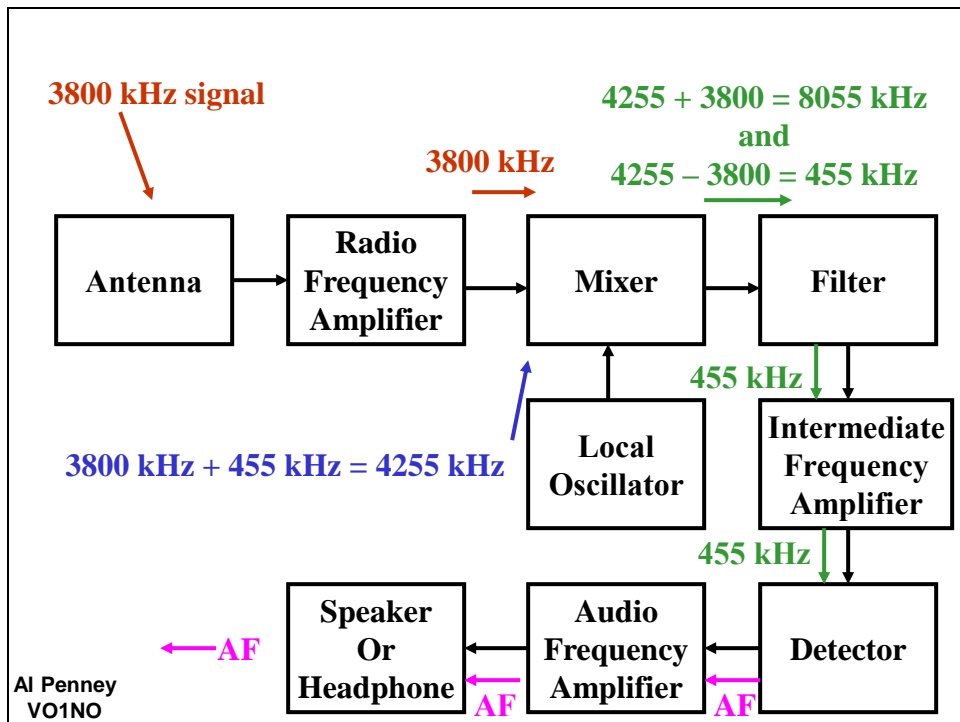 3800 kHz signal
4255 + 3800 = 8055 kHz
and
4255 – 3800 = 455 kHz
3800 kHz
Antenna
Radio
Frequency
Amplifier
Mixer
Filter
455 kHz
3800 kHz + 455 kHz = 4255 kHz
Local
Oscillator
Intermediate
Frequency
Amplifier
455 kHz
Speaker
Or
Headphone
Audio
Frequency
Amplifier
Detector
AF
AF
AF
Al Penney
VO1NO